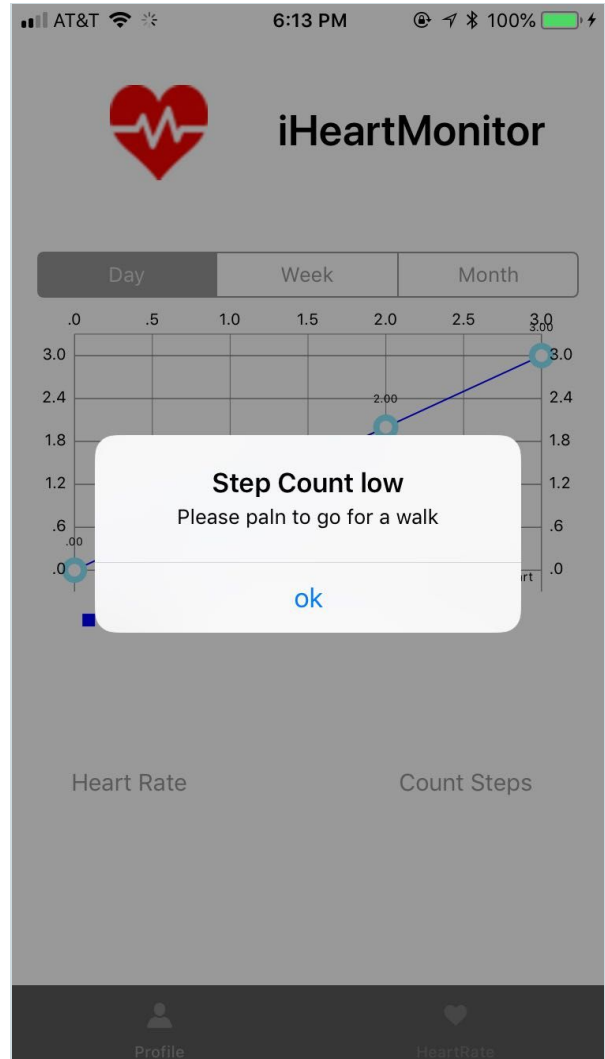 AT&T 6:13 PM 100%
iHeartMonitor
Day Week Month
.0 .5 1.0 1.5 2.0 2.5 3.0
3.00
3.0 3.0
2.4 2.00 2.4
1.8 1.8
Step Count low
1.2 1.2
Please paln to go for a walk
.6 .6
.00
.0 rt .0
ok
Heart Rate Count Steps
Profile HeartRate